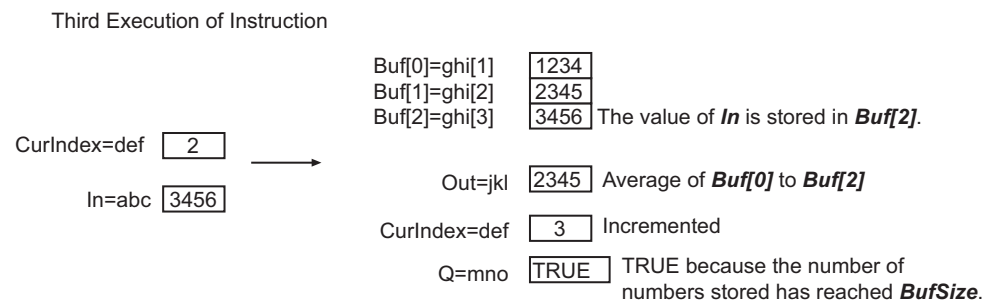 Third Execution of Instruction
Buf[0]=ghi[1] 1234
Buf[1]=ghi[2] 2345
Buf[2]=ghi[3] 3456 The value of In is stored in Buf[2].
CurIndex=def 2
In=abc 3456
Out=jkl 2345 Average of Buf[0] to Buf[2]
CurIndex=def 3 Incremented
Q=mno TRUE TRUE because the number of
numbers stored has reached BufSize.